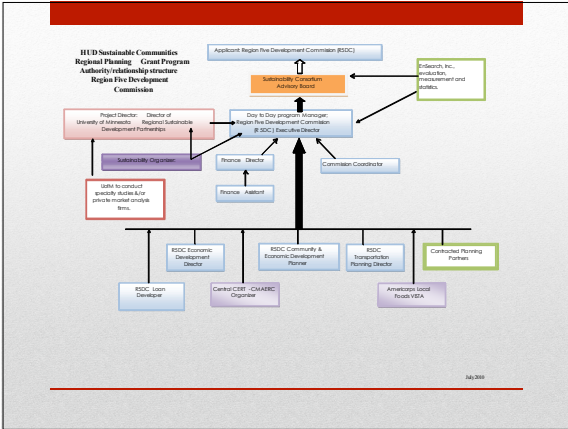 HUD Sustainable Communities
Regional Planning Grant Program
Authority/relationship structure
Region Five Development
Commission
Applicant: Region Five Development Commission (R5DC)
Sustainability Consortium
Advisory Board
EnSearch, Inc.,
evaluation,
measurement and
statistics.
Project Director: Director of
University of Minnesota Regional Sustainable
Development Partnerships
Day to Day program Manager;
Region Five Development Commission
(R 5DC) Executive Director
Sustainability Organizer:
Finance Director
Commission Coordinator
UofM to conduct
specialty studies &/or
private market analysis
firms.
Finance Assistant
R5DC Economic
Development
Director
R5DC Community &
Economic Development
Planner
R5DC
Transportation
Planning Director
Contracted Planning
Partners
R5DC Loan
Developer
Central CERT -CMAERC
Organizer
Americorps Local
Foods VISTA
July2010